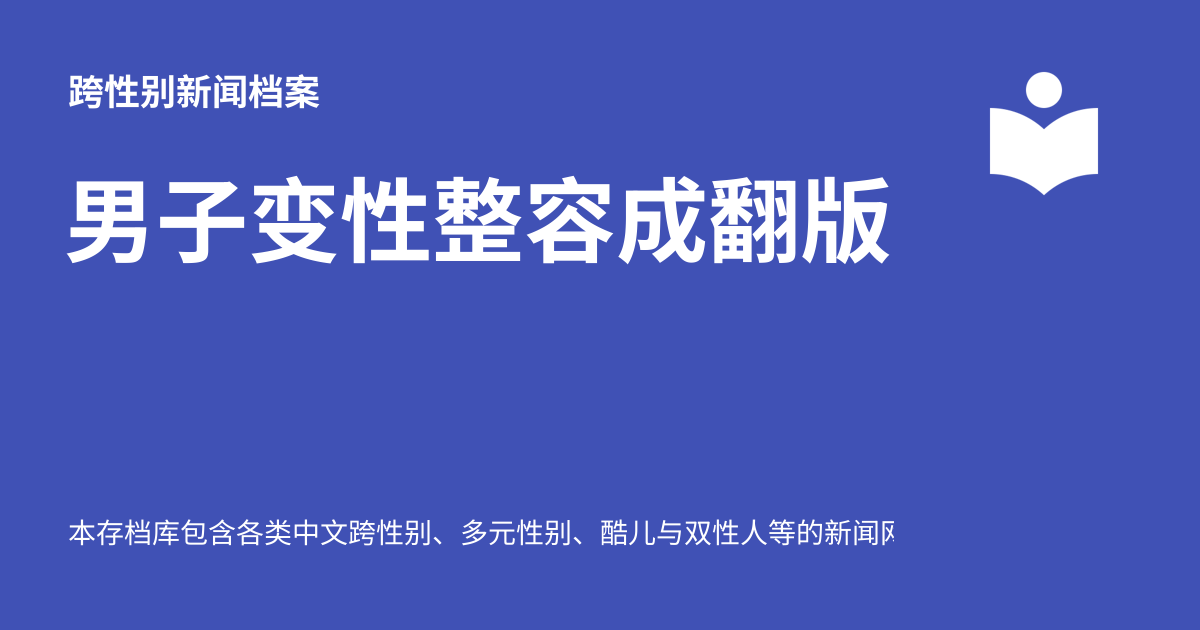 跨性别新闻档案
男子变性整容成翻版
本存档库包含各类中文跨性别、多元性别、酷儿与双性人等的新闻